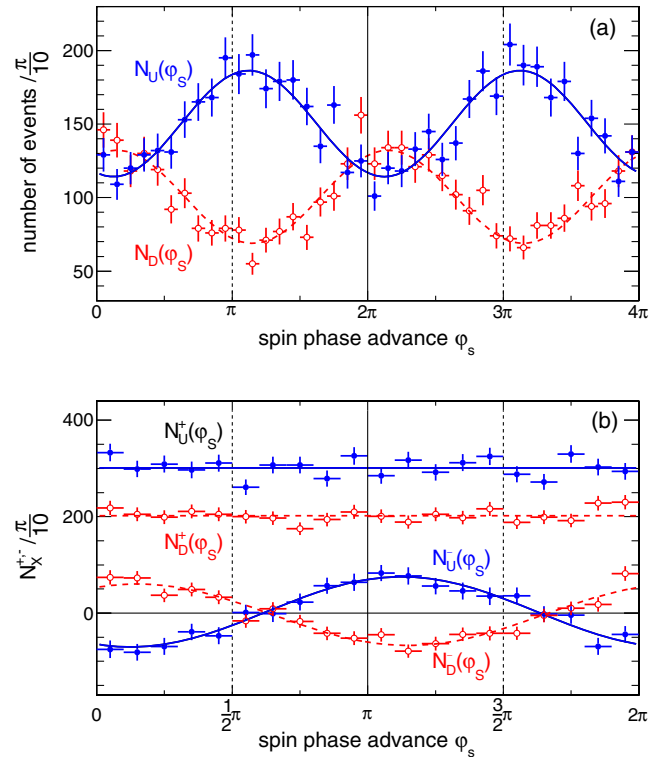 (a)
number of events / π/10
200
150
100
50
N_U(φ_S)
N_D(φ_S)
0 π 2π 3π 4π
spin phase advance φ_s
(b)
N_X^{+,-} / π/10
400
200
0
N_U^+(φ_S)
N_D^+(φ_S)
N_U^-(φ_S)
N_D^-(φ_S)
0 1/2π π 3/2π 2π
spin phase advance φ_s